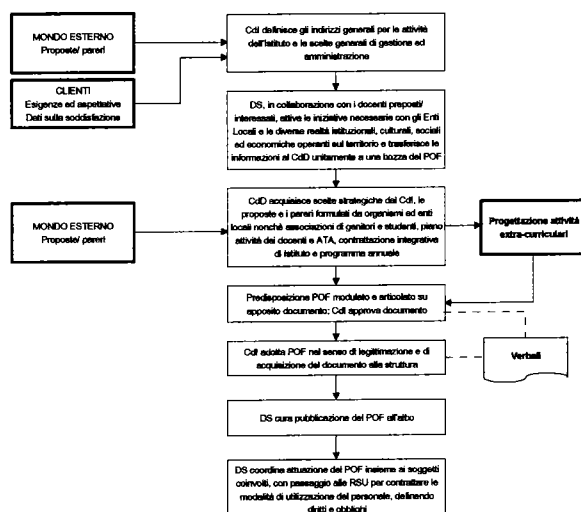 MONDO ESTERNO
Proposte/ pareri
CdI definisce gli indirizzi generali per le attività
dell'Istituto e le scelte generali di gestione ed
amministrazione
CLIENTI
Esigenze ed aspettative
Dati sulla soddisfazione
DS, in collaborazione con i docenti preposti/
interessati, attiva le iniziative necessarie con gli Enti
Locali e le diverse realtà istituzionali, culturali, sociali
ed economiche operanti sul territorio e trasferisce le
informazioni al CdD unitamente a una bozza del POF
MONDO ESTERNO
Proposte/ pareri
CdD acquisisce scelte strategiche dal CdI, le
proposte e i pareri formulati da organismi ed enti
locali nonchè associazioni di genitori e studenti, piano
attività dei docenti e ATA, contrattazione integrativa
di Istituto e programma annuale
Progettazione attività
extra-curriculari
Predisposizione POF modulato e articolato su
apposito documento; CdI approva documento
CdI adotta POF nel senso di legittimazione e di
acquisizione del documento alla struttura
Verbali
DS cura pubblicazione del POF all'albo
DS coordina attuazione del POF insieme ai soggetti
coinvolti, con passaggio alle RSU per contrattare le
modalità di utilizzazione del personale, definendo
diritti e obblighi